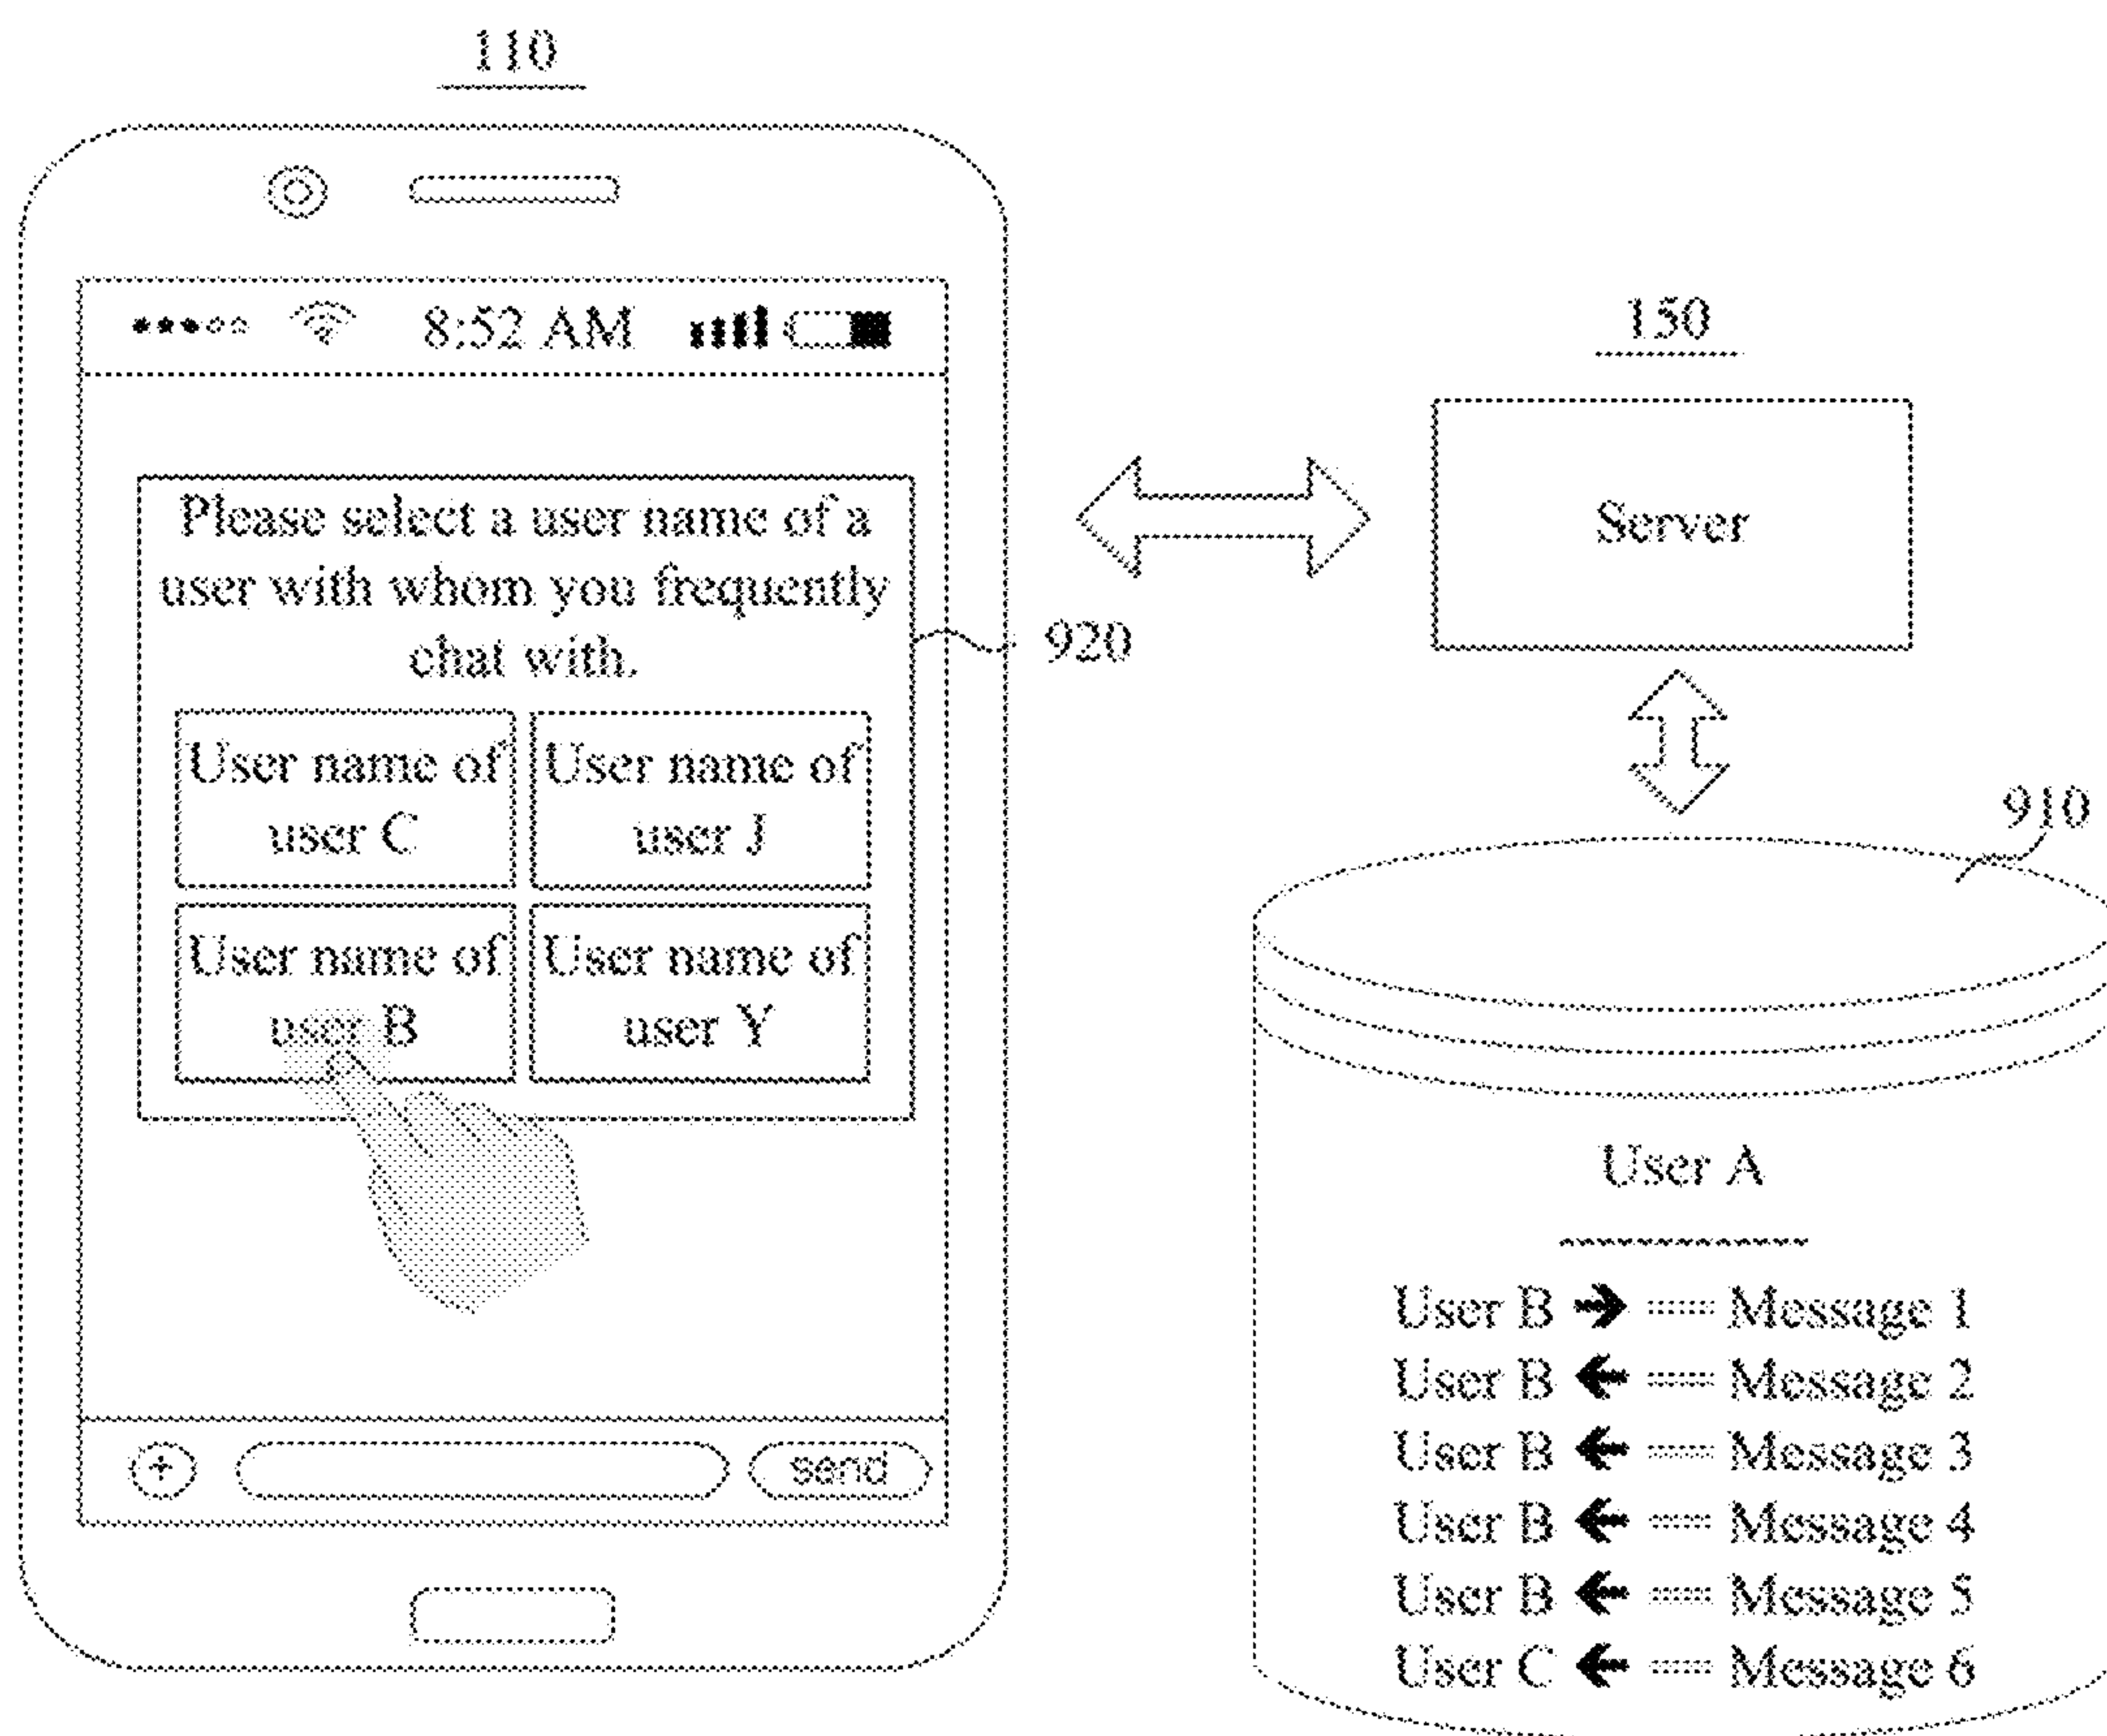 110
8:52 AM
Please select a user name of a
user with whom you frequently
chat with.
User name of
user C
User name of
user J
User name of
user B
User name of
user Y
+
send
920
150
Server
910
User A
User B → Message 1
User B ← Message 2
User B ← Message 3
User B ← Message 4
User B ← Message 5
User C ← Message 6